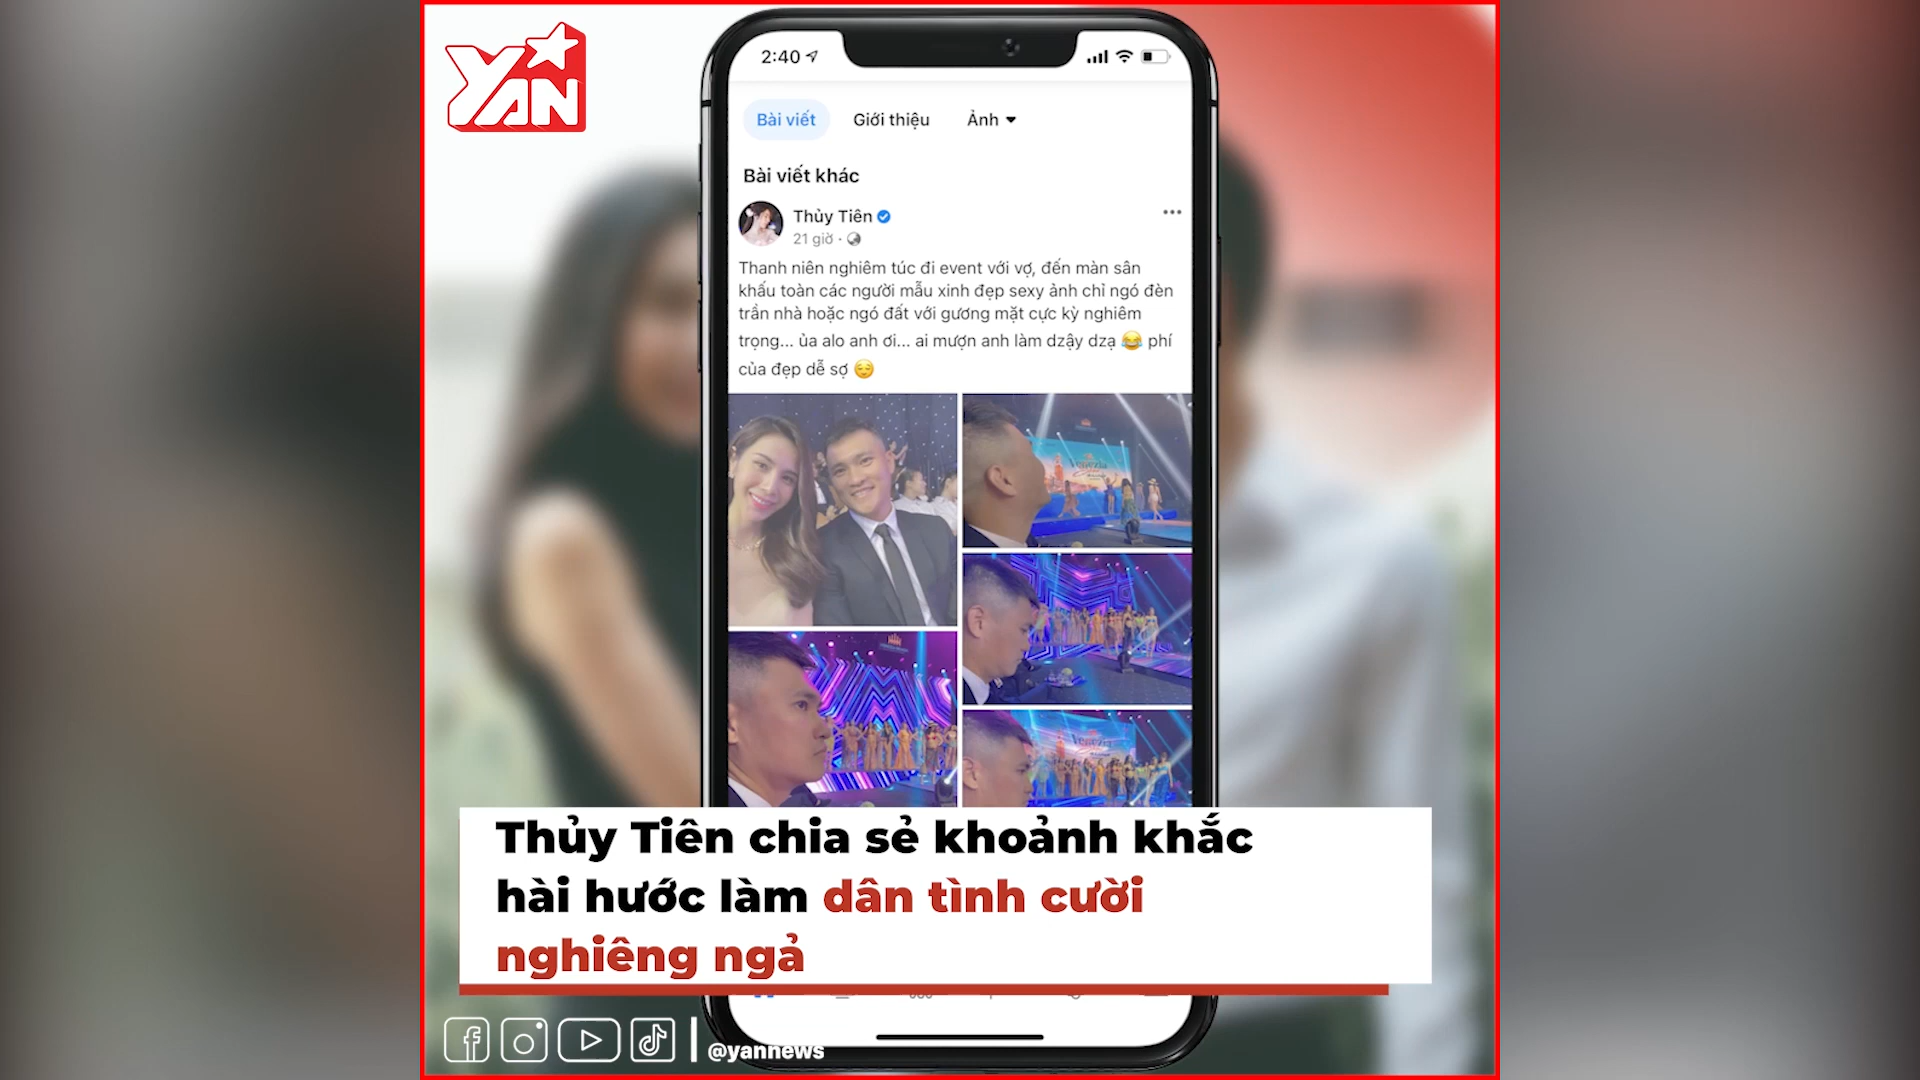 YAN
2:40
Bài viết
Giới thiệu
Ảnh
Bài viết khác
Thủy Tiên
21 giờ ·
Thanh niên nghiêm túc đi event với vợ, đến màn sân
khấu toàn các người mẫu xinh đẹp sexy ảnh chỉ ngó đèn
trần nhà hoặc ngó đất với gương mặt cực kỳ nghiêm
trọng... ủa alo anh ơi... ai mượn anh làm dzậy dzạ 😂 phí
của đẹp dễ sợ 😌
Venezia
Venezia
Thủy Tiên chia sẻ khoảnh khắc
hài hước làm dân tình cười
nghiêng ngả
@yannews